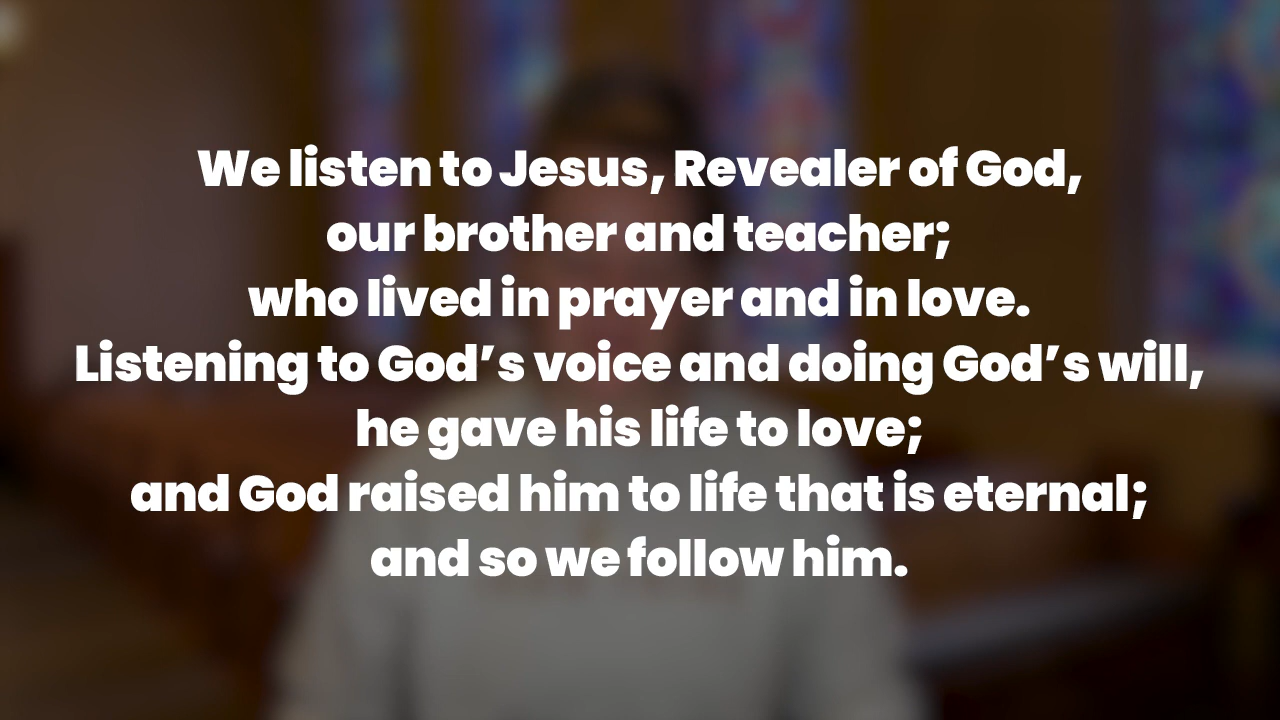 We listen to Jesus, Revealer of God,
our brother and teacher;
who lived in prayer and in love.
Listening to God’s voice and doing God’s will,
he gave his life to love;
and God raised him to life that is eternal;
and so we follow him.